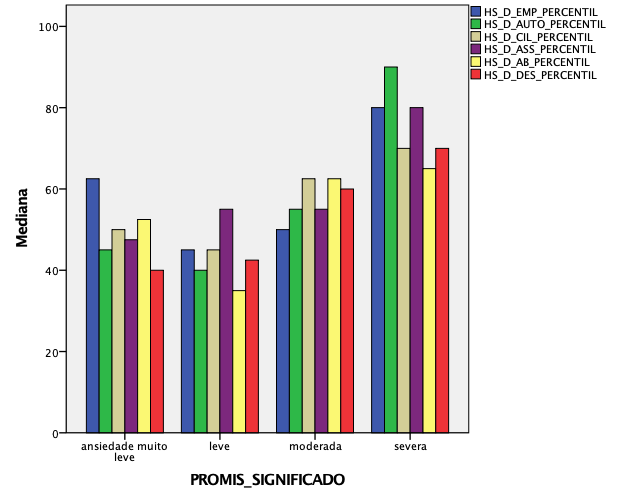 HS_D_EMP_PERCENTIL
HS_D_AUTO_PERCENTIL
HS_D_CIL_PERCENTIL
HS_D_ASS_PERCENTIL
HS_D_AB_PERCENTIL
HS_D_DES_PERCENTIL
Mediana
100
80
60
40
20
0
ansiedade muito
leve
leve
moderada
severa
PROMIS_SIGNIFICADO